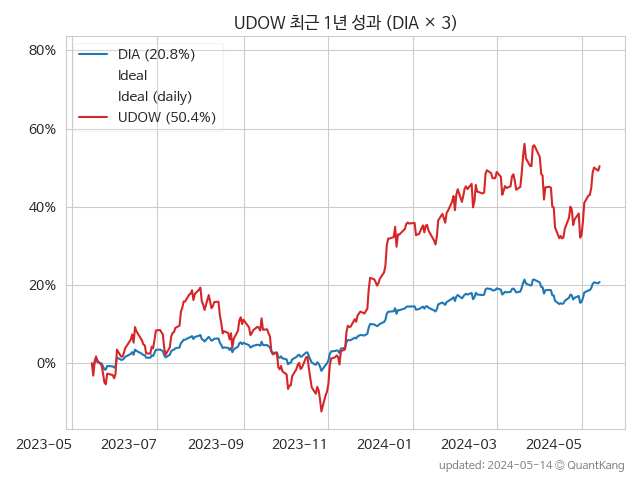 UDOW 최근 1년 성과 (DIA × 3)
80%
60%
40%
20%
0%
DIA (20.8%)
Ideal
Ideal (daily)
UDOW (50.4%)
2023-05 2023-07 2023-09 2023-11 2024-01 2024-03 2024-05
updated: 2024-05-14 © QuantKang